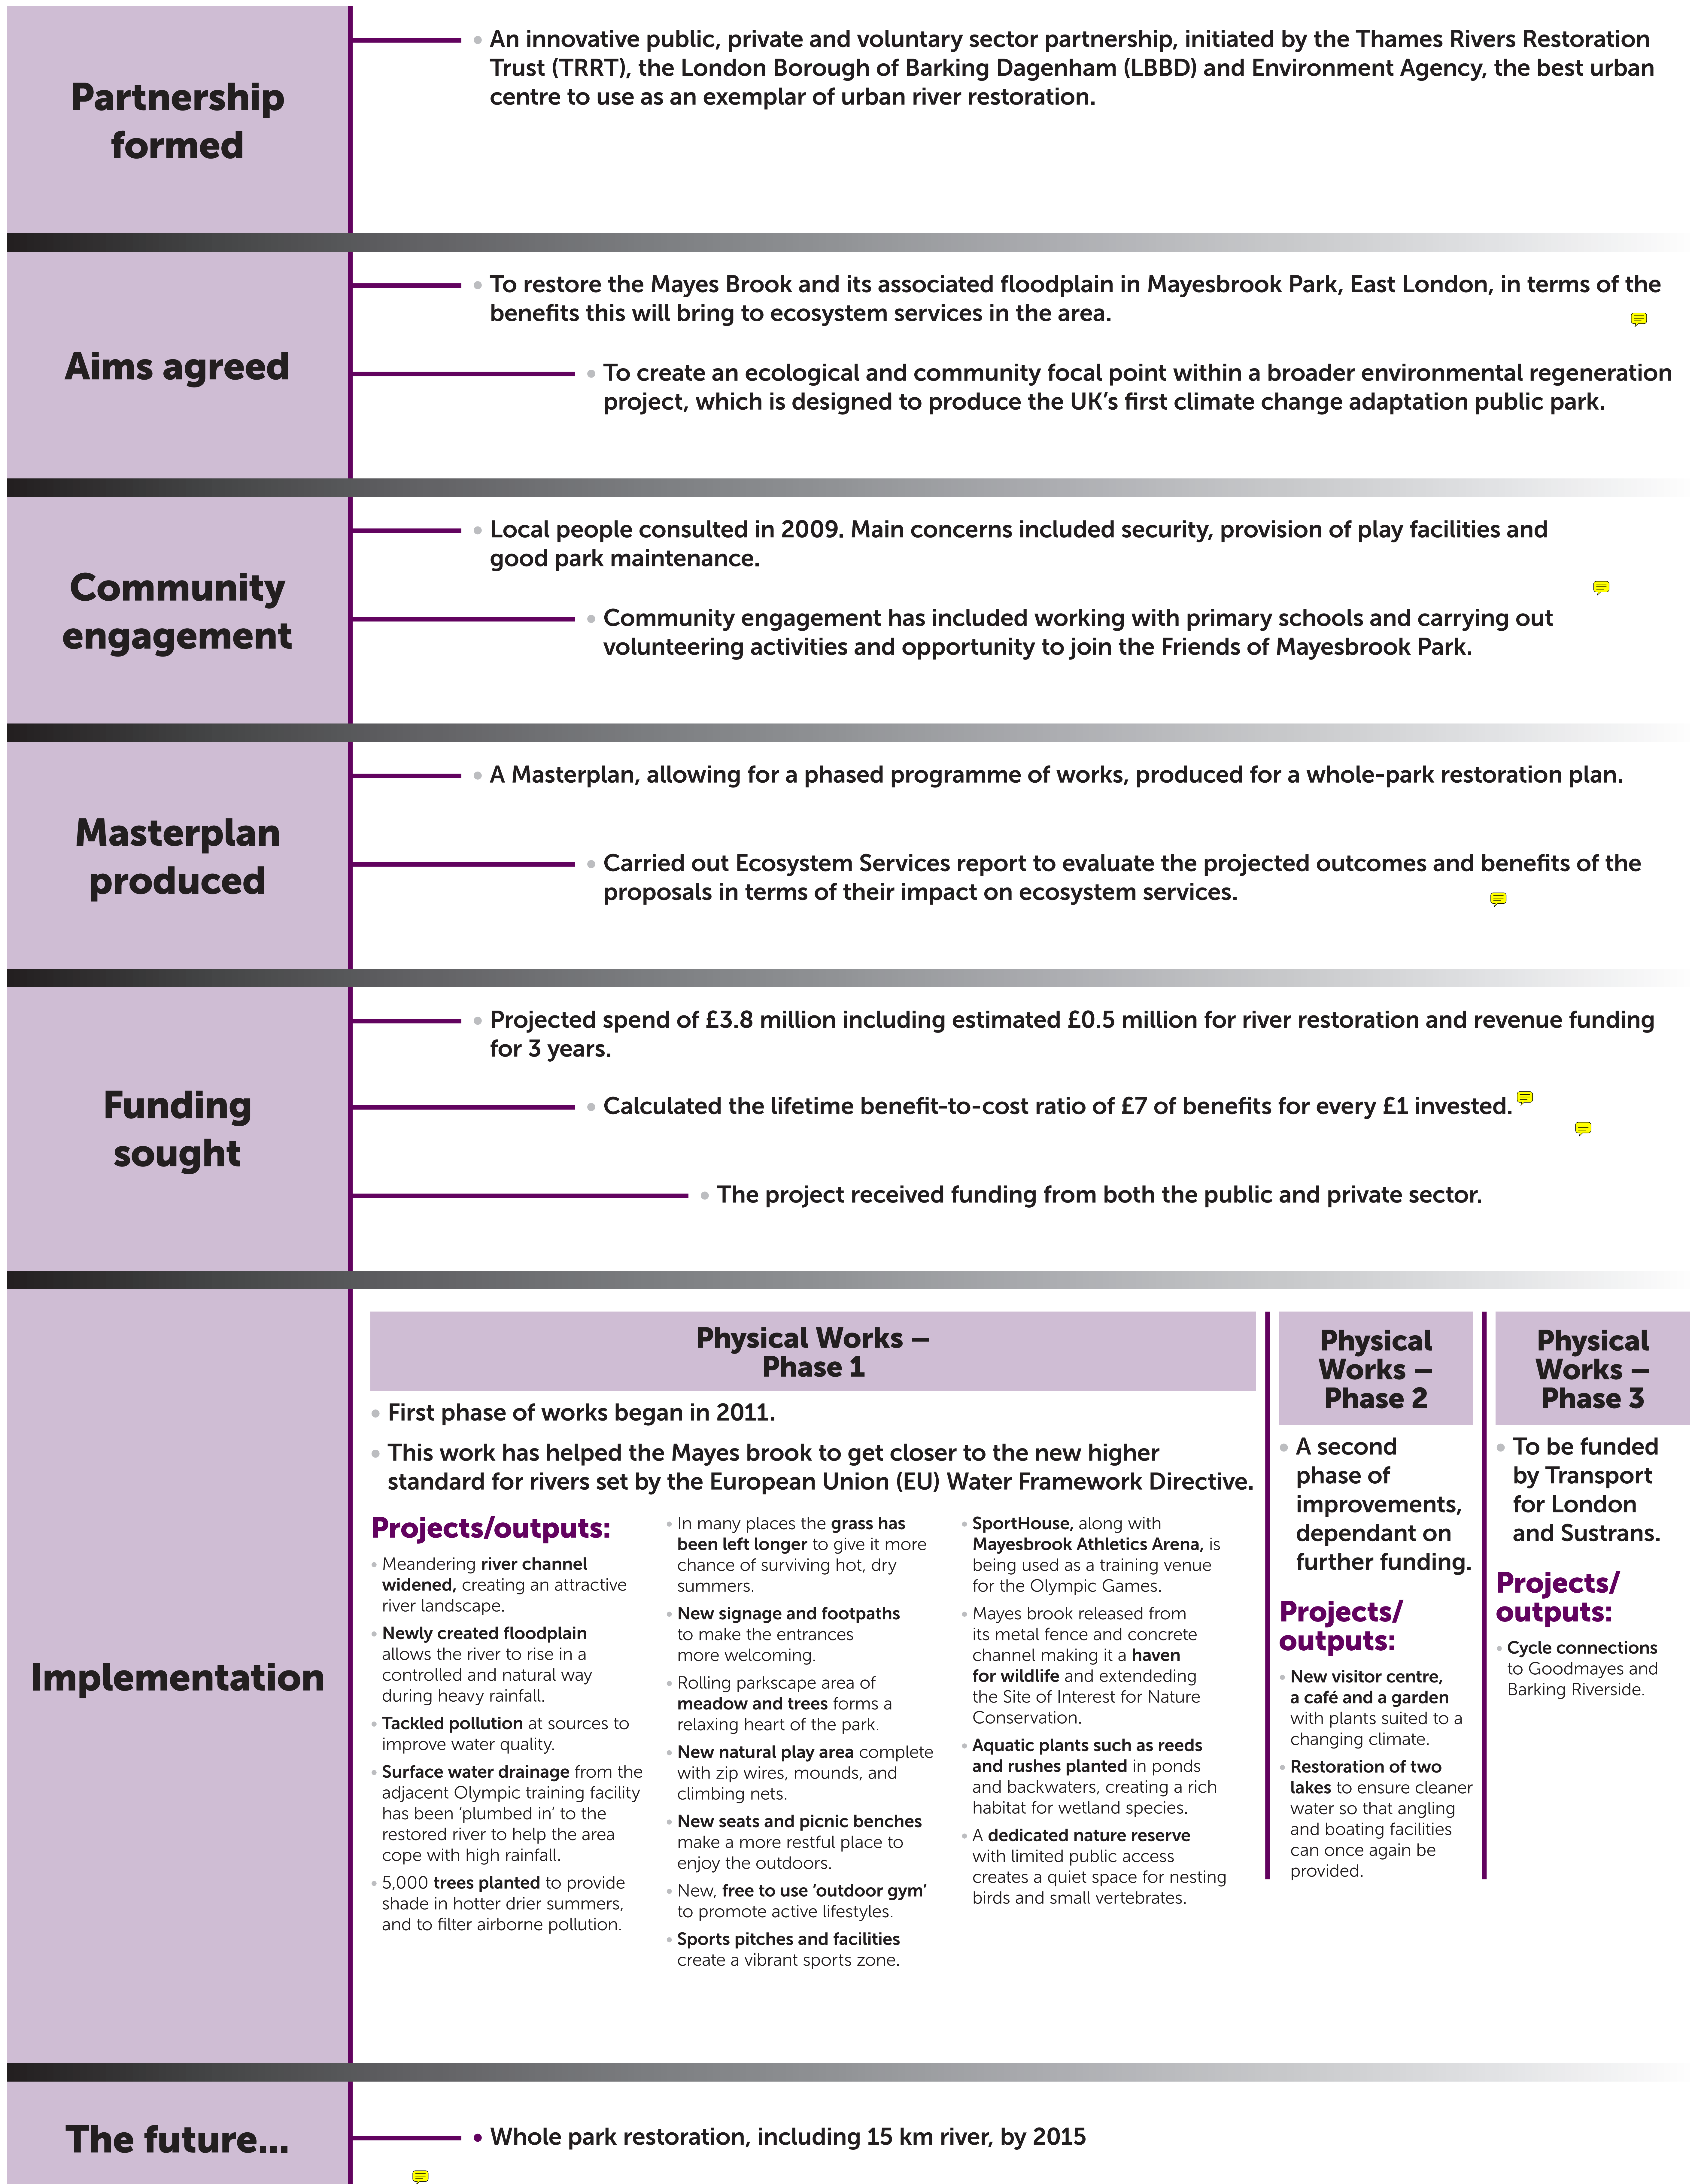 Partnership
formed
• An innovative public, private and voluntary sector partnership, initiated by the Thames Rivers Restoration
Trust (TRRT), the London Borough of Barking Dagenham (LBBD) and Environment Agency, the best urban
centre to use as an exemplar of urban river restoration.
Aims agreed
• To restore the Mayes Brook and its associated floodplain in Mayesbrook Park, East London, in terms of the
benefits this will bring to ecosystem services in the area.
• To create an ecological and community focal point within a broader environmental regeneration
project, which is designed to produce the UK's first climate change adaptation public park.
Community
engagement
• Local people consulted in 2009. Main concerns included security, provision of play facilities and
good park maintenance.
• Community engagement has included working with primary schools and carrying out
volunteering activities and opportunity to join the Friends of Mayesbrook Park.
Masterplan
produced
• A Masterplan, allowing for a phased programme of works, produced for a whole-park restoration plan.
• Carried out Ecosystem Services report to evaluate the projected outcomes and benefits of the
proposals in terms of their impact on ecosystem services.
Funding
sought
• Projected spend of £3.8 million including estimated £0.5 million for river restoration and revenue funding
for 3 years.
• Calculated the lifetime benefit-to-cost ratio of £7 of benefits for every £1 invested.
• The project received funding from both the public and private sector.
Implementation
Physical Works –
Phase 1
• First phase of works began in 2011.
• This work has helped the Mayes brook to get closer to the new higher
standard for rivers set by the European Union (EU) Water Framework Directive.
Projects/outputs:
• Meandering river channel
widened, creating an attractive
river landscape.
• Newly created floodplain
allows the river to rise in a
controlled and natural way
during heavy rainfall.
• Tackled pollution at sources to
improve water quality.
• Surface water drainage from the
adjacent Olympic training facility
has been 'plumbed in' to the
restored river to help the area
cope with high rainfall.
• 5,000 trees planted to provide
shade in hotter drier summers,
and to filter airborne pollution.
• In many places the grass has
been left longer to give it more
chance of surviving hot, dry
summers.
• New signage and footpaths
to make the entrances
more welcoming.
• Rolling parkscape area of
meadow and trees forms a
relaxing heart of the park.
• New natural play area complete
with zip wires, mounds, and
climbing nets.
• New seats and picnic benches
make a more restful place to
enjoy the outdoors.
• New, free to use 'outdoor gym'
to promote active lifestyles.
• Sports pitches and facilities
create a vibrant sports zone.
• SportHouse, along with
Mayesbrook Athletics Arena, is
being used as a training venue
for the Olympic Games.
• Mayes brook released from
its metal fence and concrete
channel making it a haven
for wildlife and extendeding
the Site of Interest for Nature
Conservation.
• Aquatic plants such as reeds
and rushes planted in ponds
and backwaters, creating a rich
habitat for wetland species.
• A dedicated nature reserve
with limited public access
creates a quiet space for nesting
birds and small vertebrates.
Physical
Works –
Phase 2
• A second
phase of
improvements,
dependant on
further funding.
Projects/
outputs:
• New visitor centre,
a café and a garden
with plants suited to a
changing climate.
• Restoration of two
lakes to ensure cleaner
water so that angling
and boating facilities
can once again be
provided.
Physical
Works –
Phase 3
• To be funded
by Transport
for London
and Sustrans.
Projects/
outputs:
• Cycle connections
to Goodmayes and
Barking Riverside.
The future...
• Whole park restoration, including 15 km river, by 2015